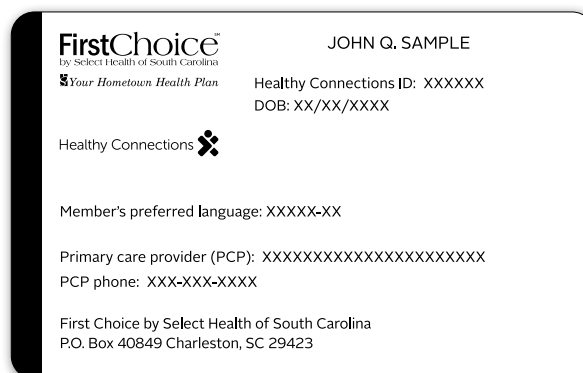 FirstChoice℠
by Select Health of South Carolina
Your Hometown Health Plan
JOHN Q. SAMPLE
Healthy Connections ID: XXXXXX
DOB: XX/XX/XXXX
Healthy Connections
Member's preferred language: XXXXX-XX
Primary care provider (PCP): XXXXXXXXXXXXXXXXXXXXXX
PCP phone: XXX-XXX-XXXX
First Choice by Select Health of South Carolina
P.O. Box 40849 Charleston, SC 29423